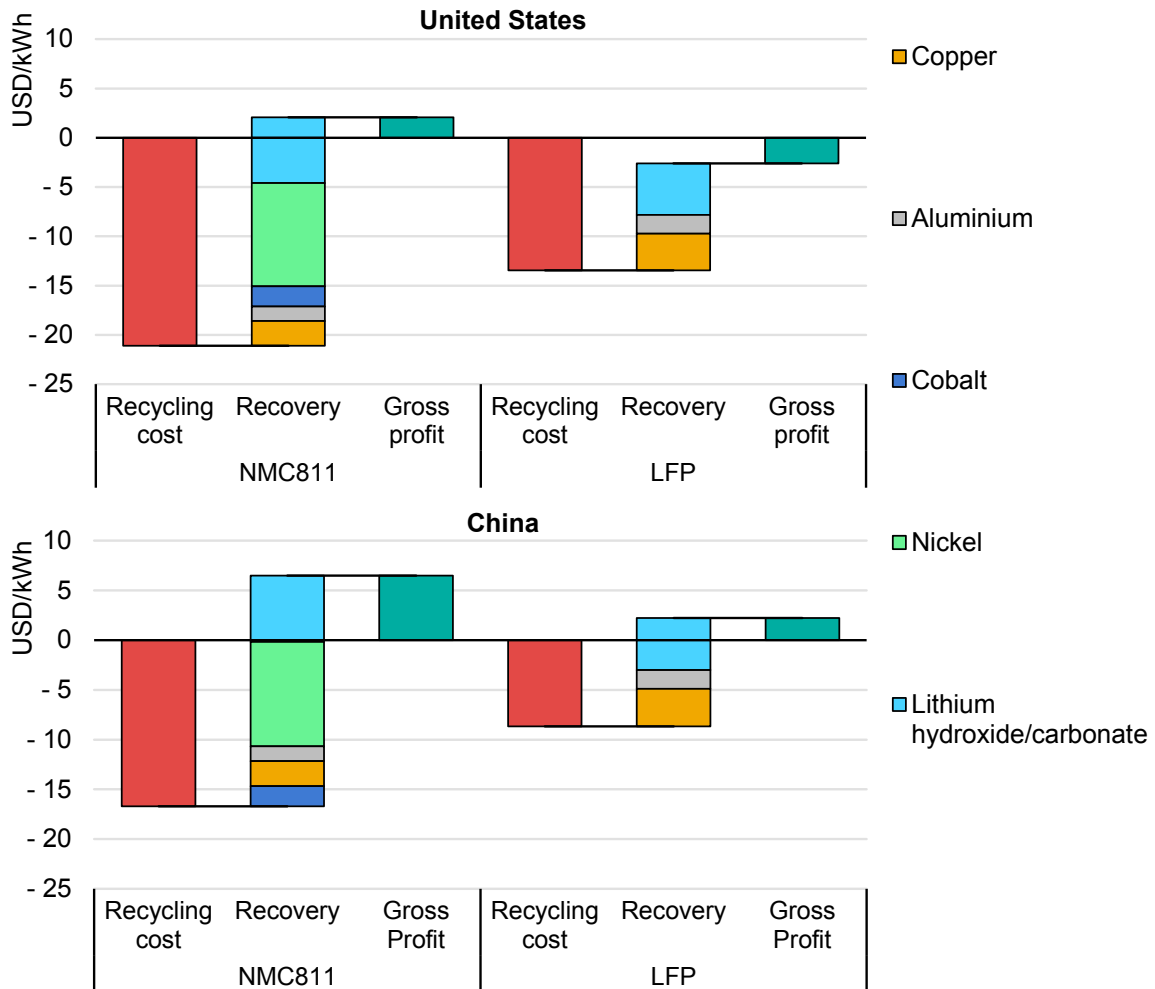 United States
USD/kWh
10
5
0
- 5
- 10
- 15
- 20
- 25
Recycling
cost
Recovery
Gross
profit
Recycling
cost
Recovery
Gross
profit
NMC811
LFP
China
USD/kWh
10
5
0
- 5
- 10
- 15
- 20
- 25
Recycling
cost
Recovery
Gross
Profit
Recycling
cost
Recovery
Gross
Profit
NMC811
LFP
Copper
Aluminium
Cobalt
Nickel
Lithium
hydroxide/carbonate